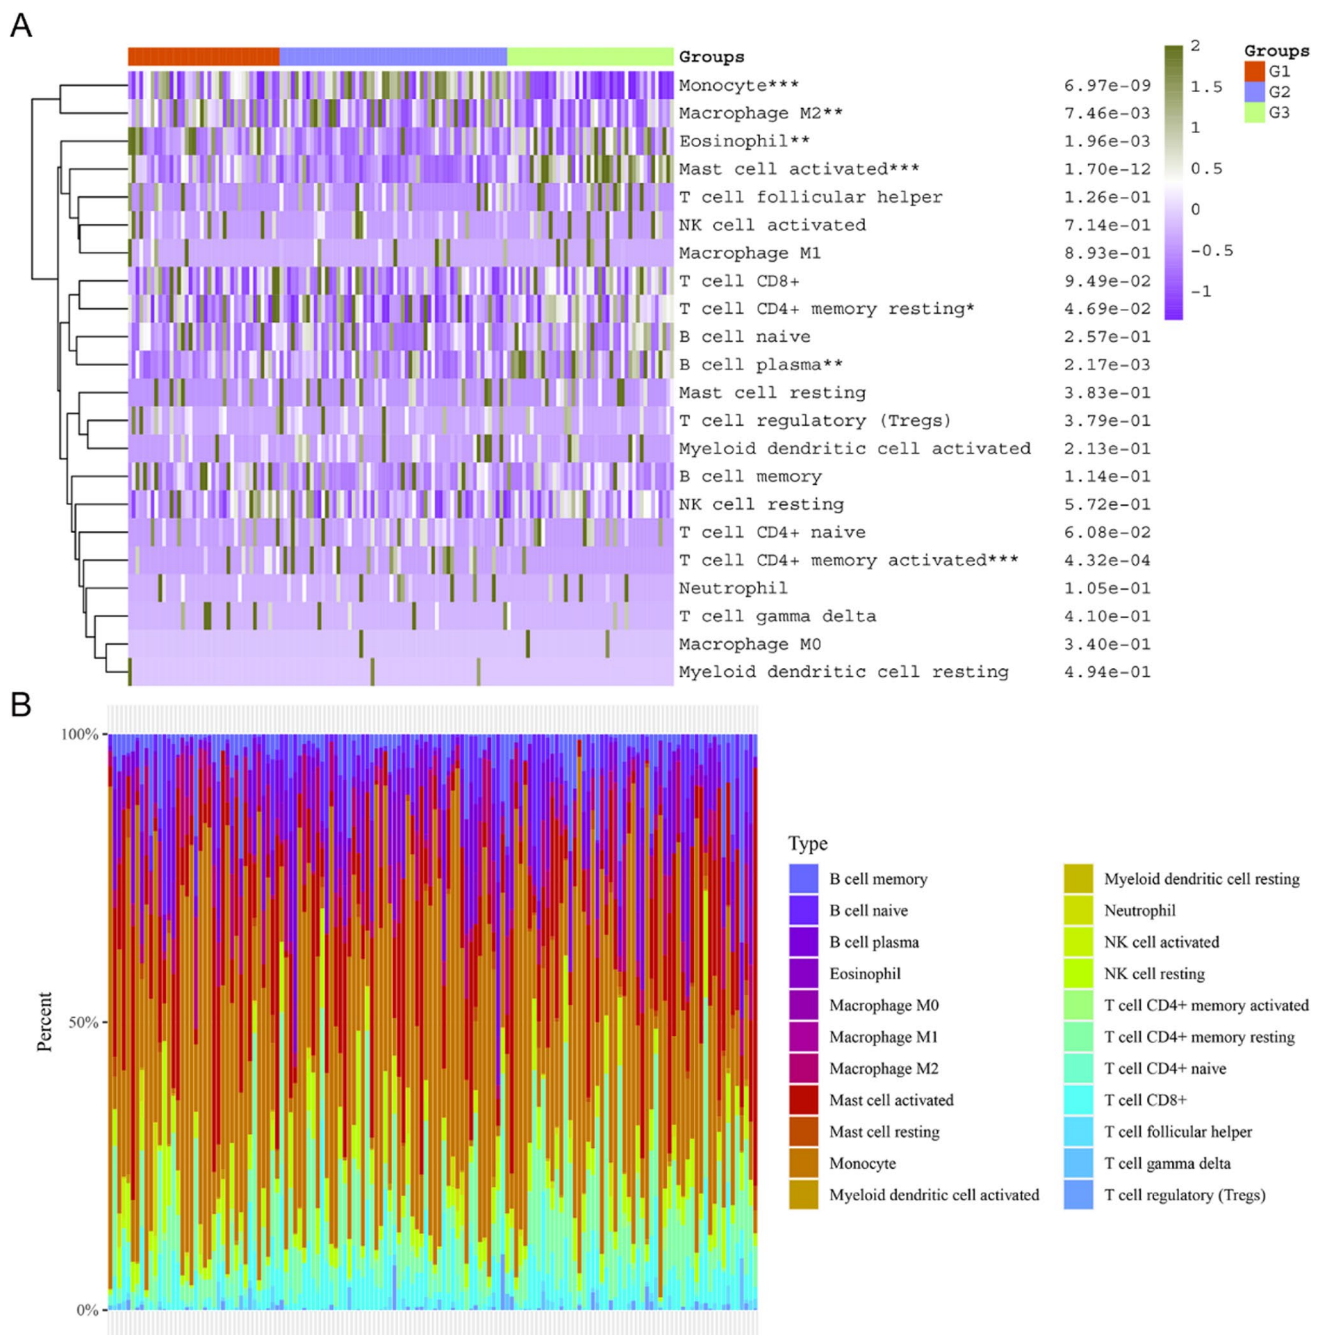 A
Groups
Monocyte*** 6.97e-09
Macrophage M2** 7.46e-03
Eosinophil** 1.96e-03
Mast cell activated*** 1.70e-12
T cell follicular helper 1.26e-01
NK cell activated 7.14e-01
Macrophage M1 8.93e-01
T cell CD8+ 9.49e-02
T cell CD4+ memory resting* 4.69e-02
B cell naive 2.57e-01
B cell plasma** 2.17e-03
Mast cell resting 3.83e-01
T cell regulatory (Tregs) 3.79e-01
Myeloid dendritic cell activated 2.13e-01
B cell memory 1.14e-01
NK cell resting 5.72e-01
T cell CD4+ naive 6.08e-02
T cell CD4+ memory activated*** 4.32e-04
Neutrophil 1.05e-01
T cell gamma delta 4.10e-01
Macrophage M0 3.40e-01
Myeloid dendritic cell resting 4.94e-01
2
1.5
1
0.5
0
−0.5
−1
Groups
G1
G2
G3
B
100%
50%
0%
Percent
Type
B cell memory
B cell naive
B cell plasma
Eosinophil
Macrophage M0
Macrophage M1
Macrophage M2
Mast cell activated
Mast cell resting
Monocyte
Myeloid dendritic cell activated
Myeloid dendritic cell resting
Neutrophil
NK cell activated
NK cell resting
T cell CD4+ memory activated
T cell CD4+ memory resting
T cell CD4+ naive
T cell CD8+
T cell follicular helper
T cell gamma delta
T cell regulatory (Tregs)